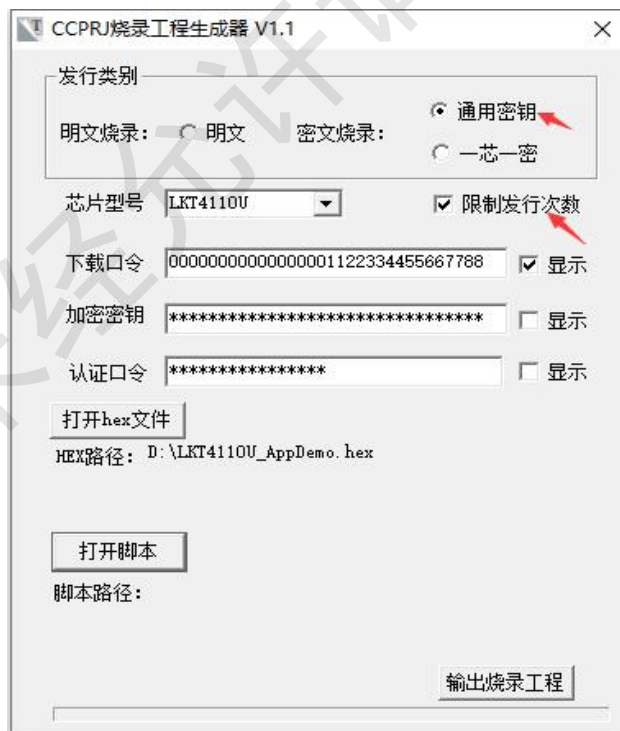 CCPRJ烧录工程生成器 V1.1
发行类别
通用密钥
明文烧录： 明文 密文烧录：
一芯一密
芯片型号 LKT4110U 限制发行次数
下载口令 00000000000000001122334455667788 显示
加密密钥 ******************************** 显示
认证口令 **************** 显示
打开hex文件
HEX路径： D:\LKT4110U_AppDemo.hex
打开脚本
脚本路径：
输出烧录工程
未经允许